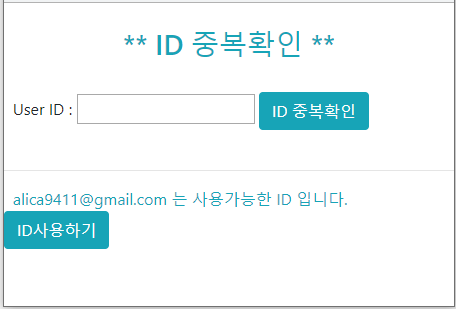 ** ID 중복확인 **
User ID : ID 중복확인
alica9411@gmail.com 는 사용가능한 ID 입니다.
ID사용하기